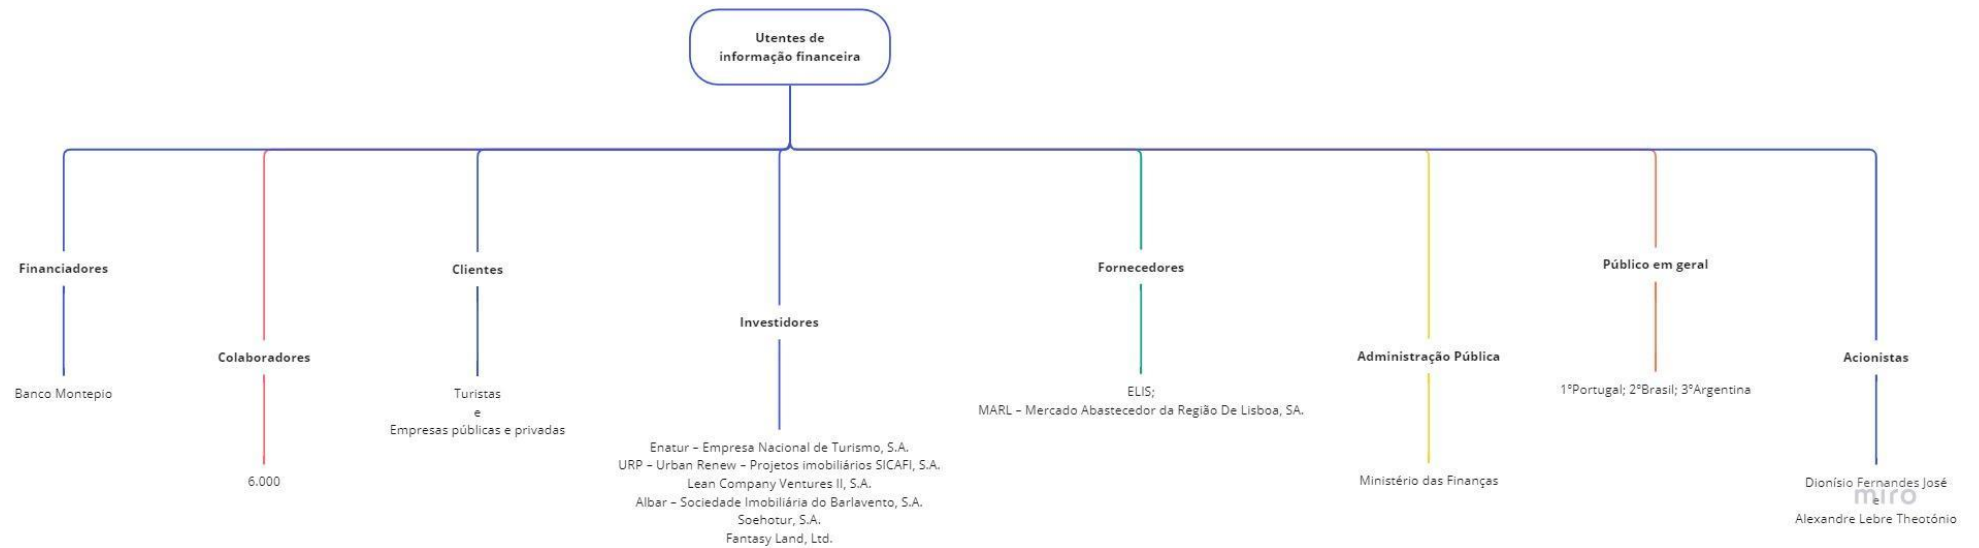 Utentes de
informação financeira
Financiadores
Banco Montepio
Colaboradores
6.000
Clientes
Turistas
e
Empresas públicas e privadas
Investidores
Enatur – Empresa Nacional de Turismo, S.A.
URP – Urban Renew – Projetos imobiliários SICAFI, S.A.
Lean Company Ventures II, S.A.
Albar – Sociedade Imobiliária do Barlavento, S.A.
Soehotur, S.A.
Fantasy Land, Ltd.
Fornecedores
ELIS;
MARL – Mercado Abastecedor da Região De Lisboa, SA.
Administração Pública
Ministério das Finanças
Público em geral
1ºPortugal; 2ºBrasil; 3ºArgentina
Acionistas
Dionísio Fernandes José
e
Alexandre Lebre Theotónio
miro